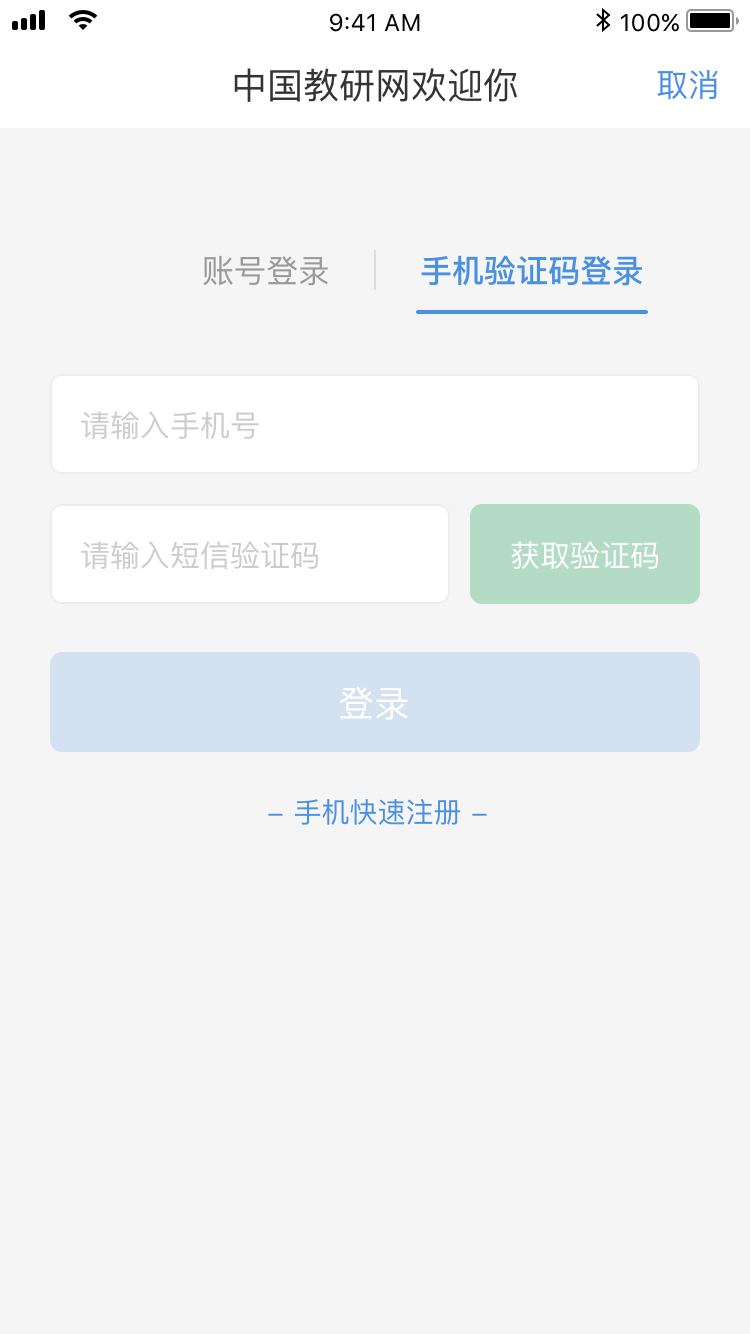 9:41 AM 100%
中国教研网欢迎你 取消
账号登录 手机验证码登录
请输入手机号
请输入短信验证码 获取验证码
登录
– 手机快速注册 –